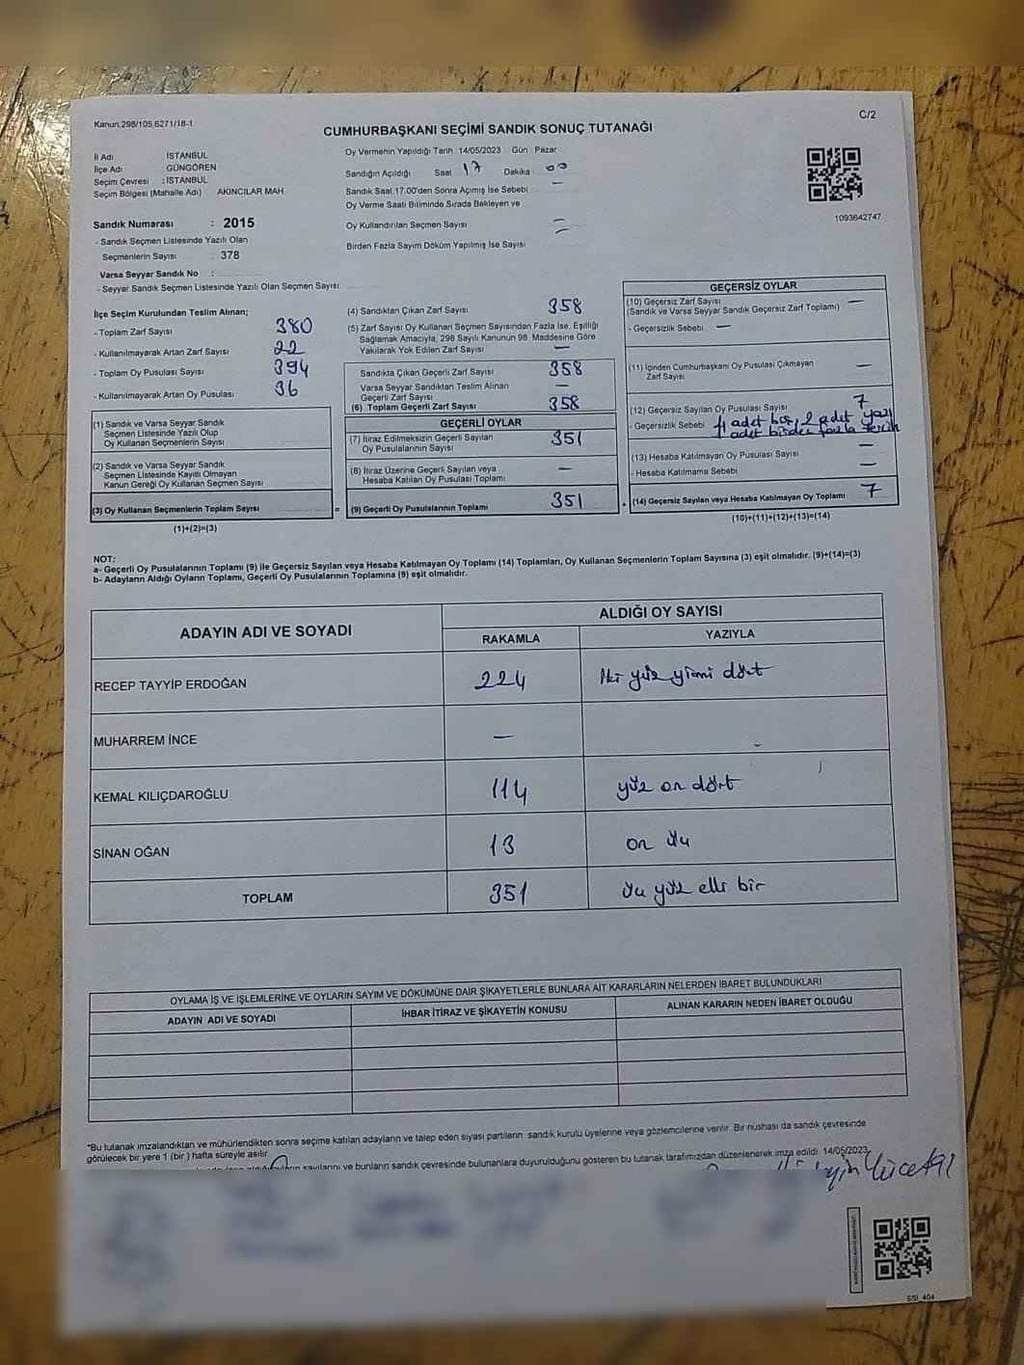 Kanun,298/105,6271/18-1
C/2
CUMHURBAŞKANI SEÇİMİ SANDIK SONUÇ TUTANAĞI
İl Adı İSTANBUL
İlçe Adı GÜNGÖREN
Seçim Çevresi : İSTANBUL
Seçim Bölgesi (Mahalle Adı) AKINCILAR MAH
Sandık Numarası : 2015
- Sandık Seçmen Listesinde Yazılı Olan
Seçmenlerin Sayısı : 378
Varsa Seyyar Sandık No :
- Seyyar Sandık Seçmen Listesinde Yazılı Olan Seçmen Sayısı
Oy Vermenin Yapıldığı Tarih :14/05/2023 Gün : Pazar
Sandığın Açıldığı Saat 17 Dakika 00
Sandık Saat 17.00'den Sonra Açımış İse Sebebi —
Oy Verme Saati Bitiminde Sırada Bekleyen ve
Oy Kullandırılan Seçmen Sayısı =
Birden Fazla Sayım Döküm Yapılmış İse Sayısı
1093642747
İlçe Seçim Kurulundan Teslim Alınan;
- Toplam Zarf Sayısı 380
- Kullanılmayarak Artan Zarf Sayısı 22
- Toplam Oy Pusulası Sayısı 394
- Kullanılmayarak Artan Oy Pusulası 36
(1) Sandık ve Varsa Seyyar Sandık
Seçmen Listesinde Yazılı Olup
Oy Kullanan Seçmenlerin Sayısı
(2) Sandık ve Varsa Seyyar Sandık
Seçmen Listesinde Kayıtlı Olmayan
Kanun Gereği Oy Kullanan Seçmen Sayısı
(3) Oy Kullanan Seçmenlerin Toplam Sayısı =
(1)+(2)=(3)
(4) Sandıktan Çıkan Zarf Sayısı 358
(5) Zarf Sayısı Oy Kullanan Seçmen Sayısından Fazla İse, Eşitliği
Sağlamak Amacıyla, 298 Sayılı Kanunun 98. Maddesine Göre
Yakılarak Yok Edilen Zarf Sayısı —
Sandıkta Çıkan Geçerli Zarf Sayısı 358
Varsa Seyyar Sandıktan Teslim Alınan
Geçerli Zarf Sayısı —
(6) Toplam Geçerli Zarf Sayısı 358
GEÇERLİ OYLAR
(7) İtiraz Edilmeksizin Geçerli Sayılan
Oy Pusulalarının Sayısı 351
(8) İtiraz Üzerine Geçerli Sayılan veya
Hesaba Katılan Oy Pusulası Toplamı —
(9) Geçerli Oy Pusulalarının Toplamı 351
GEÇERSİZ OYLAR
(10) Geçersiz Zarf Sayısı —
(Sandık ve Varsa Seyyar Sandık Geçersiz Zarf Toplamı)
- Geçersizlik Sebebi —
(11) İçinden Cumhurbaşkanı Oy Pusulası Çıkmayan
Zarf Sayısı —
(12) Geçersiz Sayılan Oy Pusulası Sayısı 7
- Geçersizlik Sebebi 4 adet boş, 2 adet yazı
1 adet birden fazla tercih
(13) Hesaba Katılmayan Oy Pusulası Sayısı —
- Hesaba Katılmama Sebebi —
(14) Geçersiz Sayılan veya Hesaba Katılmayan Oy Toplamı 7
(10)+(11)+(12)+(13)=(14)
NOT:
a- Geçerli Oy Pusulalarının Toplamı (9) ile Geçersiz Sayılan veya Hesaba Katılmayan Oy Toplamı (14) Toplamları, Oy Kullanan Seçmenlerin Toplam Sayısına (3) eşit olmalıdır. (9)+(14)=(3)
b- Adayların Aldığı Oyların Toplamı, Geçerli Oy Pusulalarının Toplamına (9) eşit olmalıdır.
ADAYIN ADI VE SOYADI ALDIĞI OY SAYISI
RAKAMLA YAZIYLA
RECEP TAYYİP ERDOĞAN 224 İki yüz yirmi dört
MUHARREM İNCE —
KEMAL KILIÇDAROĞLU 114 yüz on dört
SİNAN OĞAN 13 on üç
TOPLAM 351 üç yüz elli bir
OYLAMA İŞ VE İŞLEMLERİNE VE OYLARIN SAYIM VE DÖKÜMÜNE DAİR ŞİKAYETLERLE BUNLARA AİT KARARLARIN NELERDEN İBARET BULUNDUKLARI
ADAYIN ADI VE SOYADI İHBAR İTİRAZ VE ŞİKAYETİN KONUSU ALINAN KARARIN NEDEN İBARET OLDUĞU
*Bu tutanak imzalandıktan ve mühürlendikten sonra seçime katılan adayların ve talep eden siyasi partilerin sandık kurulu üyelerine veya gözlemcilerine verilir. Bir nüshası da sandık çevresinde
görülecek bir yere 1 (bir) hafta süreyle asılır.
sayılarını ve bunların sandık çevresinde bulunanlara duyurulduğunu gösteren bu tutanak tarafımızdan düzenlenerek imza edildi. 14/05/2023